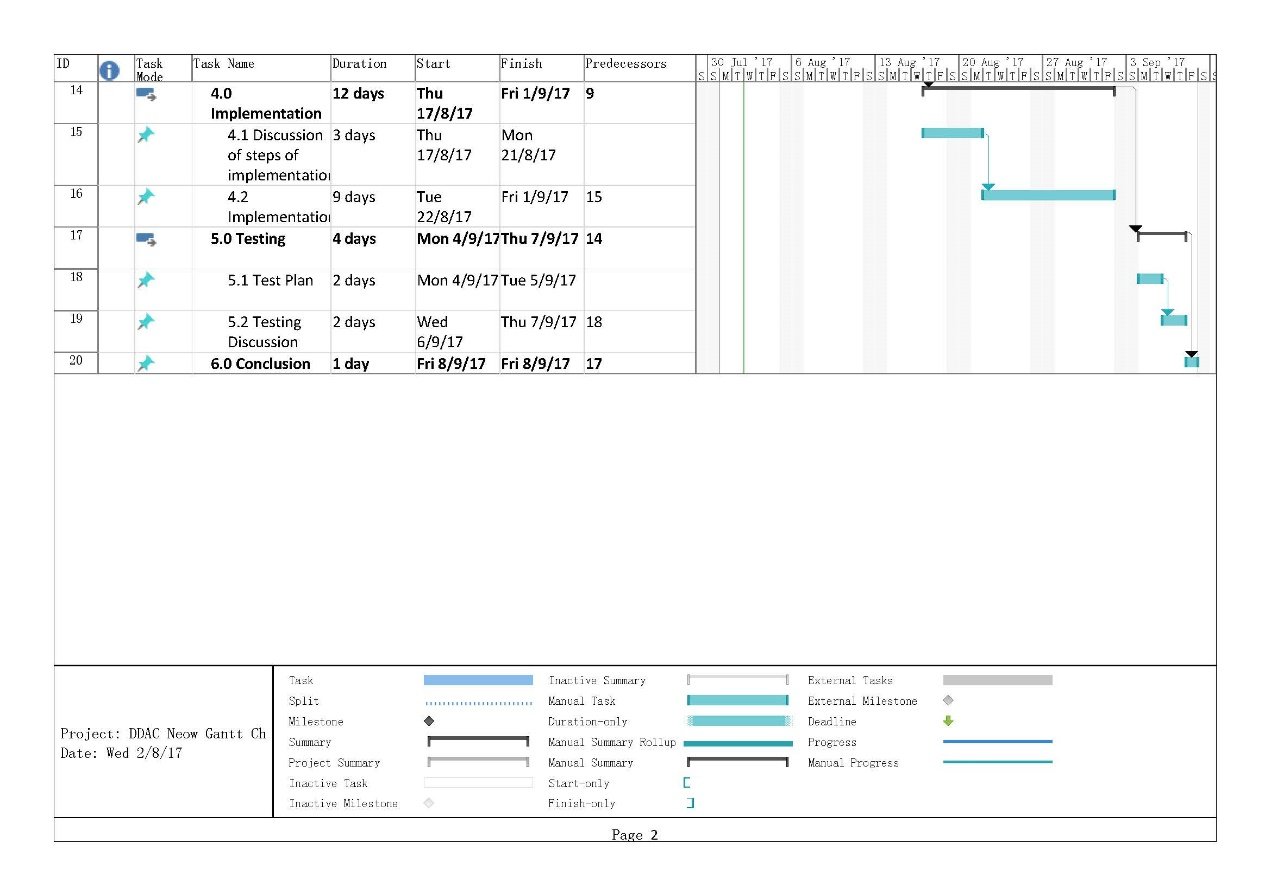 ID Task Mode Task Name Duration Start Finish Predecessors
30 Jul '17 6 Aug '17 13 Aug '17 20 Aug '17 27 Aug '17 3 Sep '17
S S M T W T F S S M T W T F S S M T W T F S S M T W T F S S M T W T F S S M T W T F S S
14 4.0 Implementation 12 days Thu 17/8/17 Fri 1/9/17 9
15 4.1 Discussion of steps of implementatio 3 days Thu 17/8/17 Mon 21/8/17
16 4.2 Implementatio 9 days Tue 22/8/17 Fri 1/9/17 15
17 5.0 Testing 4 days Mon 4/9/17 Thu 7/9/17 14
18 5.1 Test Plan 2 days Mon 4/9/17 Tue 5/9/17
19 5.2 Testing Discussion 2 days Wed 6/9/17 Thu 7/9/17 18
20 6.0 Conclusion 1 day Fri 8/9/17 Fri 8/9/17 17
Project: DDAC Neow Gantt Ch
Date: Wed 2/8/17
Task Inactive Summary External Tasks
Split Manual Task External Milestone
Milestone Duration-only Deadline
Summary Manual Summary Rollup Progress
Project Summary Manual Summary Manual Progress
Inactive Task Start-only
Inactive Milestone Finish-only
Page 2